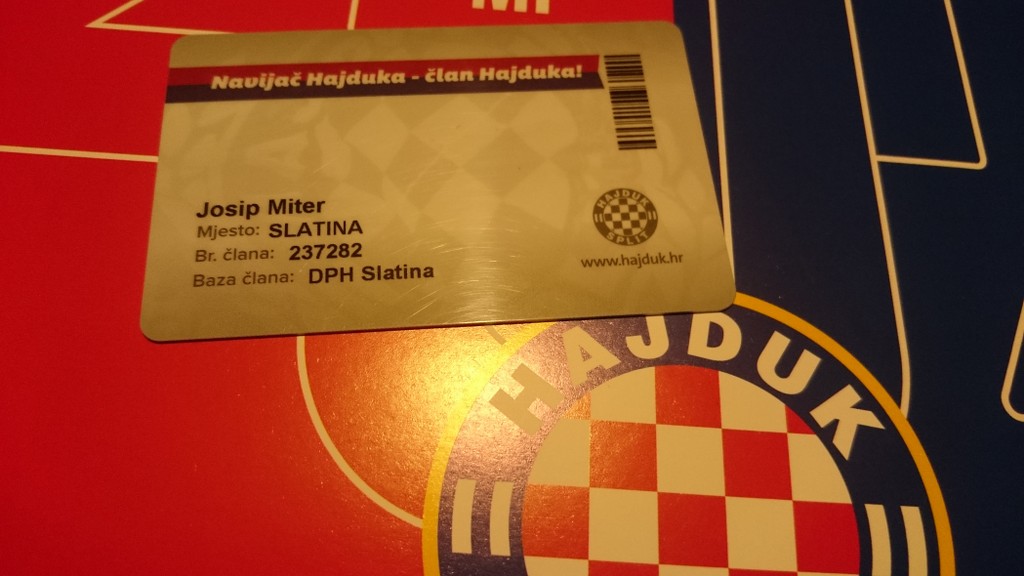 Navijač Hajduka - član Hajduka!
Josip Miter
Mjesto: SLATINA
Br. člana: 237282
Baza člana: DPH Slatina
HAJDUK
SPLIT
www.hajduk.hr
HAJDUK